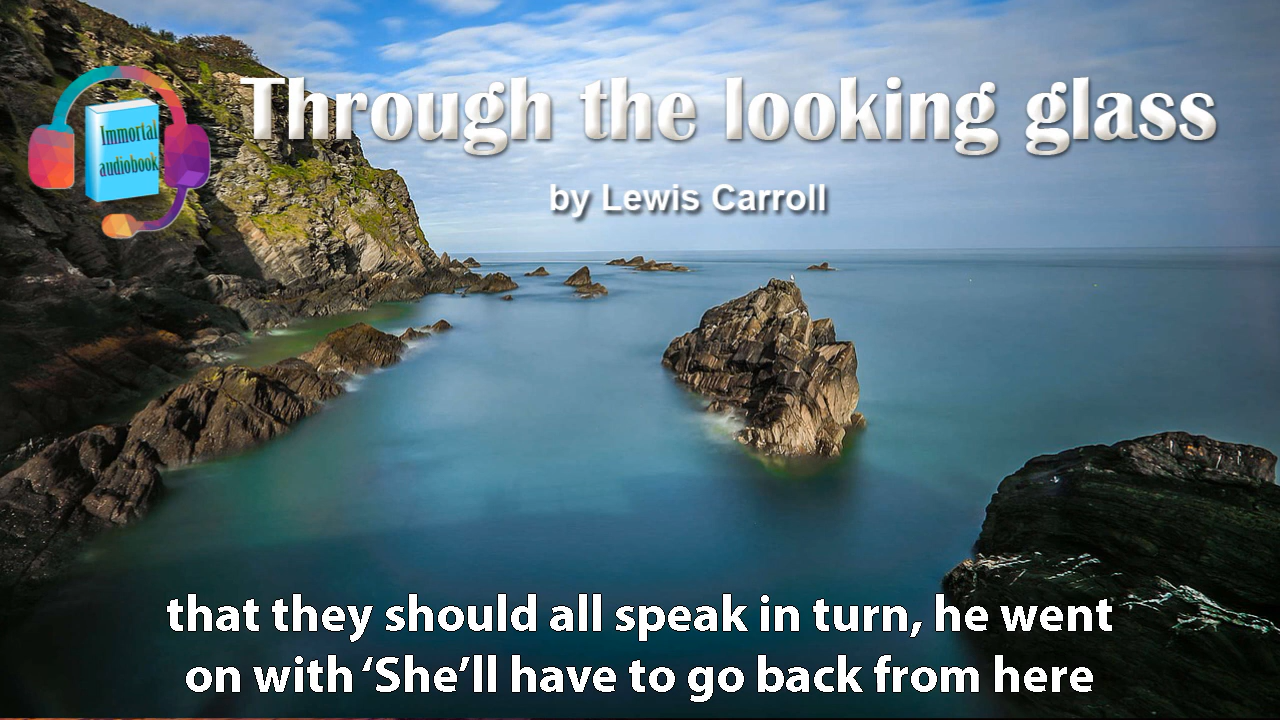 Through the looking glass
Immortal
audiobook
by Lewis Carroll
that they should all speak in turn, he went
on with ‘She’ll have to go back from here